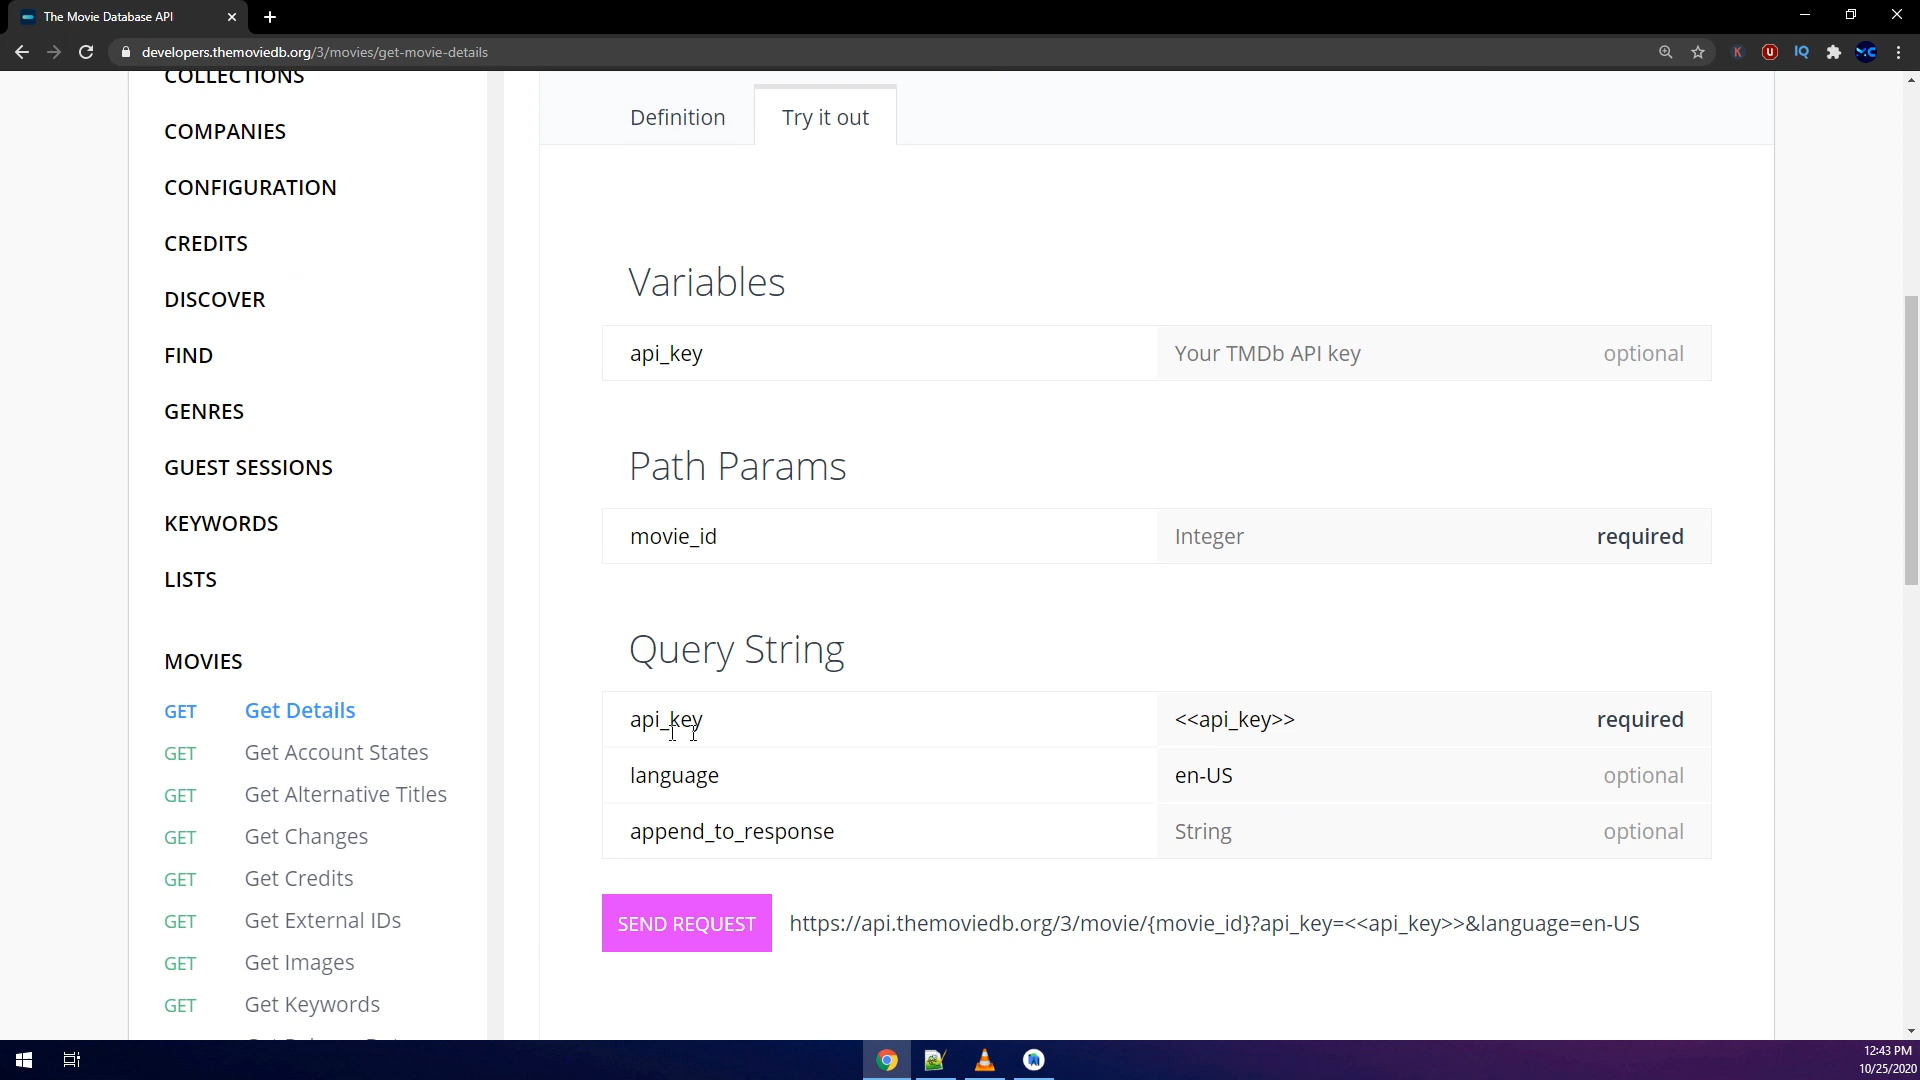 The Movie Database API
developers.themoviedb.org/3/movies/get-movie-details
COLLECTIONS
COMPANIES
CONFIGURATION
CREDITS
DISCOVER
FIND
GENRES
GUEST SESSIONS
KEYWORDS
LISTS
MOVIES
GET Get Details
GET Get Account States
GET Get Alternative Titles
GET Get Changes
GET Get Credits
GET Get External IDs
GET Get Images
GET Get Keywords
Definition Try it out
Variables
api_key Your TMDb API key optional
Path Params
movie_id Integer required
Query String
api_key <<api_key>> required
language en-US optional
append_to_response String optional
SEND REQUEST https://api.themoviedb.org/3/movie/{movie_id}?api_key=<<api_key>>&language=en-US
12:43 PM
10/25/2020